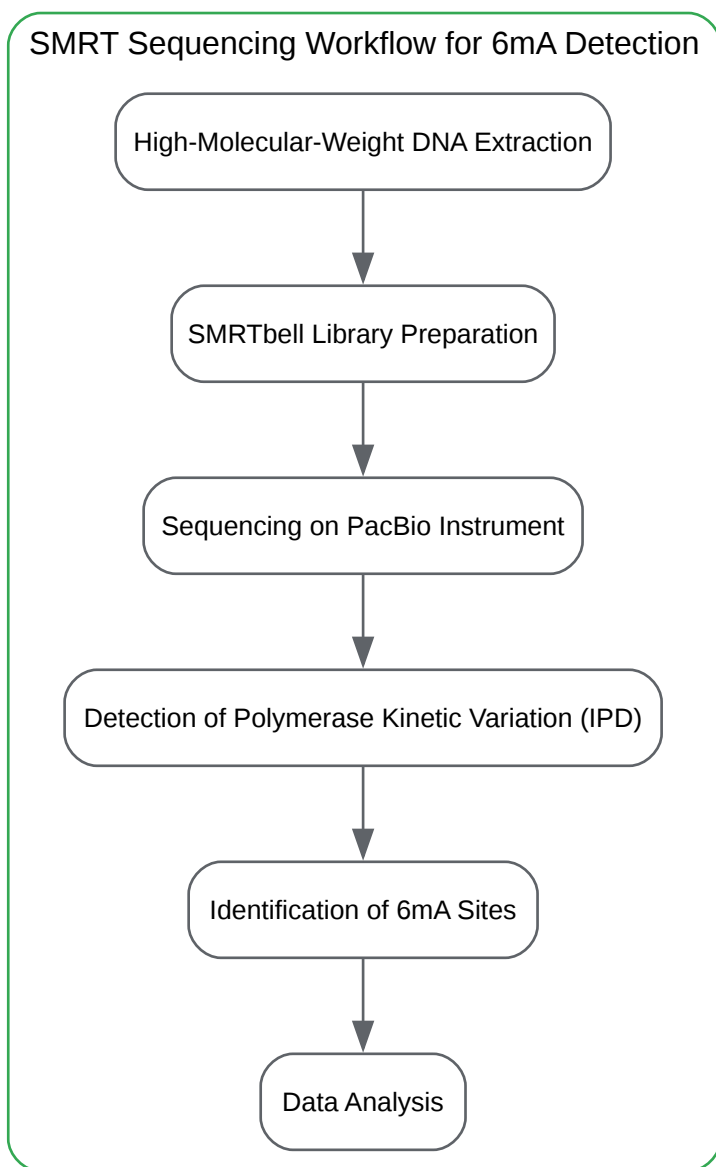 SMRT Sequencing Workflow for 6mA Detection
High-Molecular-Weight DNA Extraction
SMRTbell Library Preparation
Sequencing on PacBio Instrument
Detection of Polymerase Kinetic Variation (IPD)
Identification of 6mA Sites
Data Analysis